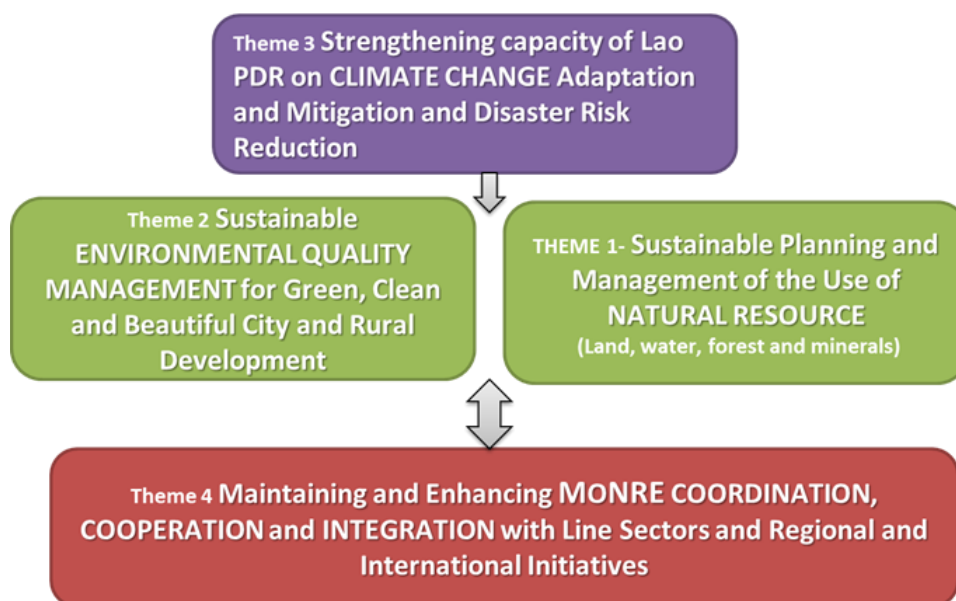 Theme 3 Strengthening capacity of Lao
PDR on CLIMATE CHANGE Adaptation
and Mitigation and Disaster Risk
Reduction
Theme 2 Sustainable
ENVIRONMENTAL QUALITY
MANAGEMENT for Green, Clean
and Beautiful City and Rural
Development
THEME 1- Sustainable Planning and
Management of the Use of
NATURAL RESOURCE
(Land, water, forest and minerals)
Theme 4 Maintaining and Enhancing MONRE COORDINATION,
COOPERATION and INTEGRATION with Line Sectors and Regional and
International Initiatives